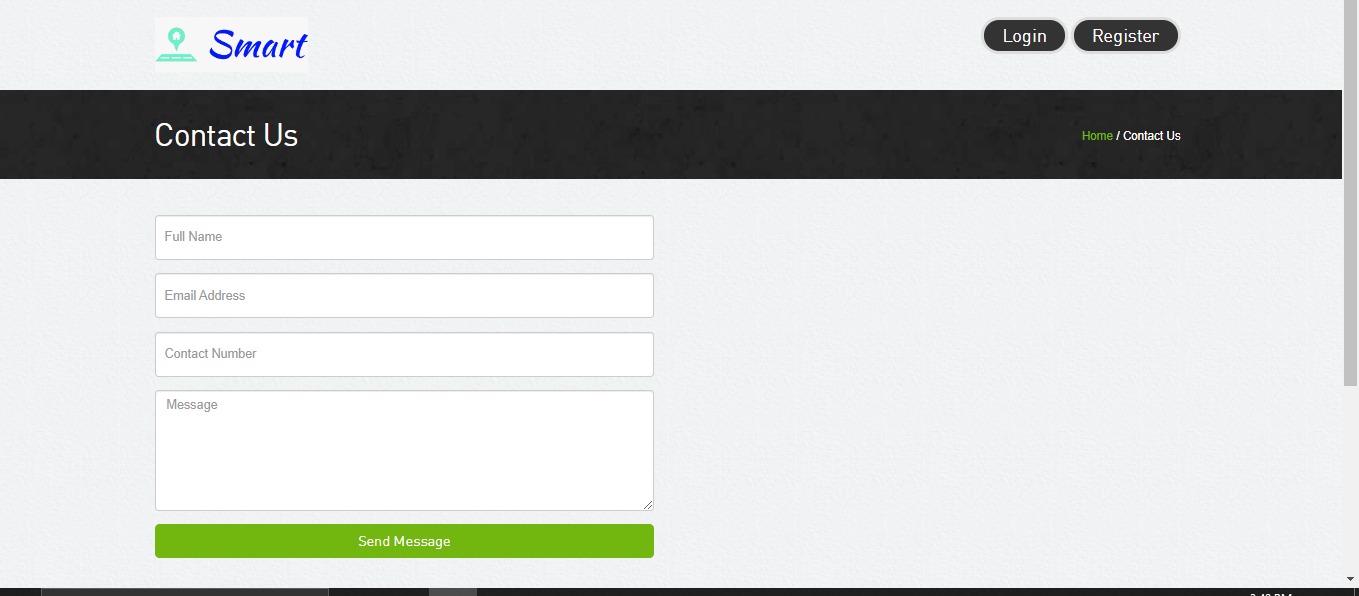 Smart
Login
Register
Contact Us
Home / Contact Us
Full Name
Email Address
Contact Number
Message
Send Message